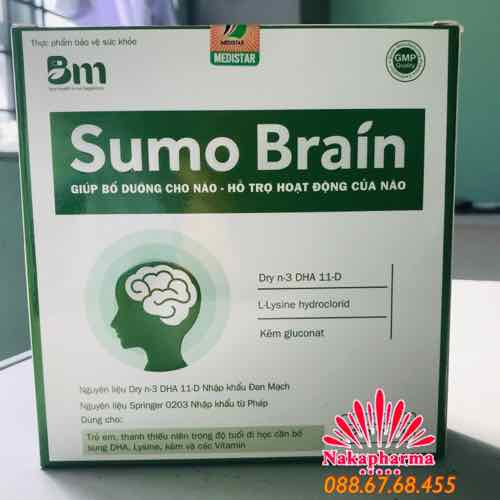 Thực phẩm bảo vệ sức khỏe
MEDISTAR
MEDISTAR
GMP
Quality
Bm
Sumo Brain
GIÚP BỔ DƯỠNG CHO NÃO - HỖ TRỢ HOẠT ĐỘNG CỦA NÃO
Dry n-3 DHA 11-D
L-Lysine hydroclorid
Kẽm gluconat
Nguyên liệu Dry n-3 DHA 11-D Nhập khẩu Đan Mạch
Nguyên liệu Springer 0203 Nhập khẩu từ Pháp
Dùng cho:
Trẻ em, thanh thiếu niên trong độ tuổi đi học cần bổ
sung DHA, Lysine, kẽm và các Vitamin
Nakapharma
088.67.68.455